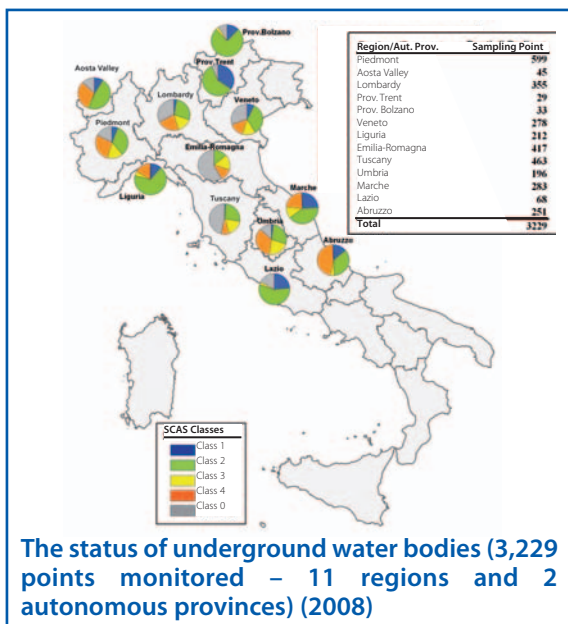 Prov.Bolzano
Prov.Trent
Aosta Valley
Lombardy
Veneto
Piedmont
Emilia-Romagna
Liguria
Tuscany
Marche
Umbria
Abruzzo
Lazio
Region/Aut. Prov. Sampling Point
Piedmont 599
Aosta Valley 45
Lombardy 355
Prov. Trent 29
Prov. Bolzano 33
Veneto 278
Liguria 212
Emilia-Romagna 417
Tuscany 463
Umbria 196
Marche 283
Lazio 68
Abruzzo 251
Total 3229
SCAS Classes
Class 1
Class 2
Class 3
Class 4
Class 0
The status of underground water bodies (3,229
points monitored – 11 regions and 2
autonomous provinces) (2008)